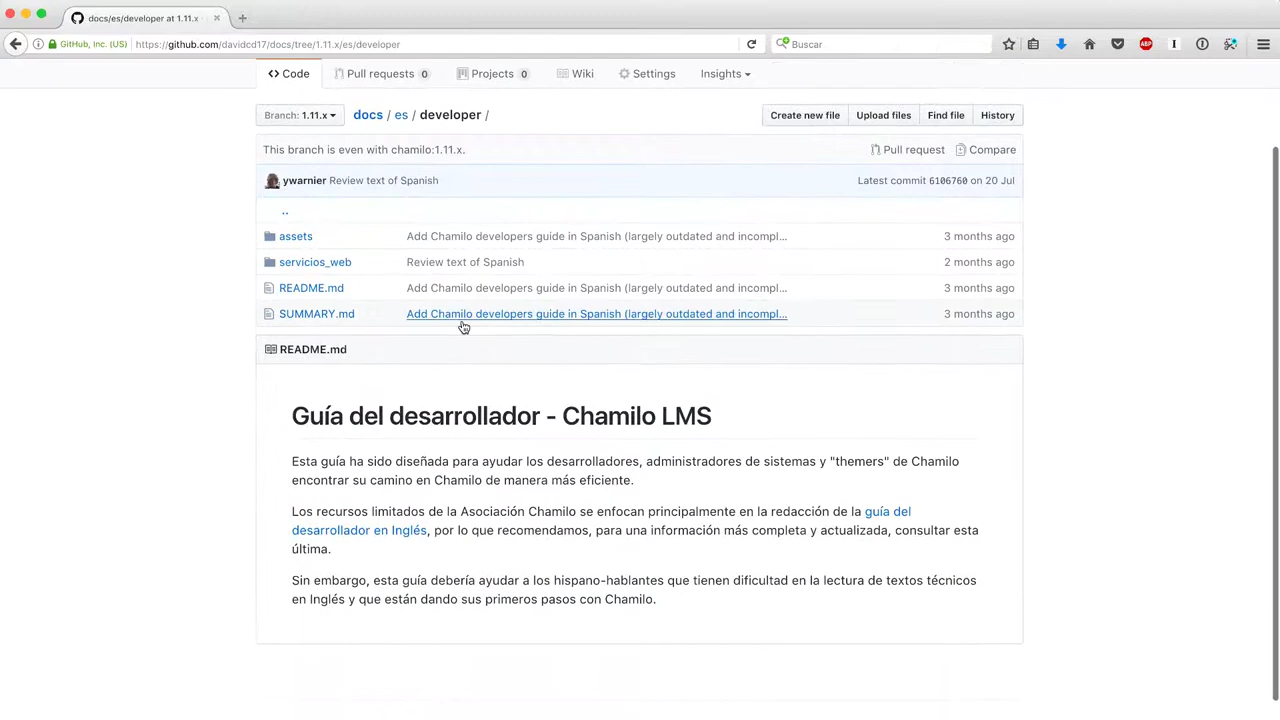 docs/es/developer at 1.11.x ·
GitHub, Inc. (US)
https://github.com/davidcd17/docs/tree/1.11.x/es/developer
Buscar
ABP
Code
Pull requests 0
Projects 0
Wiki
Settings
Insights
Branch: 1.11.x
docs / es / developer /
Create new file
Upload files
Find file
History
This branch is even with chamilo:1.11.x.
Pull request
Compare
ywarnier Review text of Spanish
Latest commit 6106760 on 20 Jul
..
assets Add Chamilo developers guide in Spanish (largely outdated and incompl... 3 months ago
servicios_web Review text of Spanish 2 months ago
README.md Add Chamilo developers guide in Spanish (largely outdated and incompl... 3 months ago
SUMMARY.md Add Chamilo developers guide in Spanish (largely outdated and incompl... 3 months ago
README.md
Guía del desarrollador - Chamilo LMS
Esta guía ha sido diseñada para ayudar los desarrolladores, administradores de sistemas y "themers" de Chamilo
encontrar su camino en Chamilo de manera más eficiente.
Los recursos limitados de la Asociación Chamilo se enfocan principalmente en la redacción de la guía del
desarrollador en Inglés, por lo que recomendamos, para una información más completa y actualizada, consultar esta
última.
Sin embargo, esta guía debería ayudar a los hispano-hablantes que tienen dificultad en la lectura de textos técnicos
en Inglés y que están dando sus primeros pasos con Chamilo.